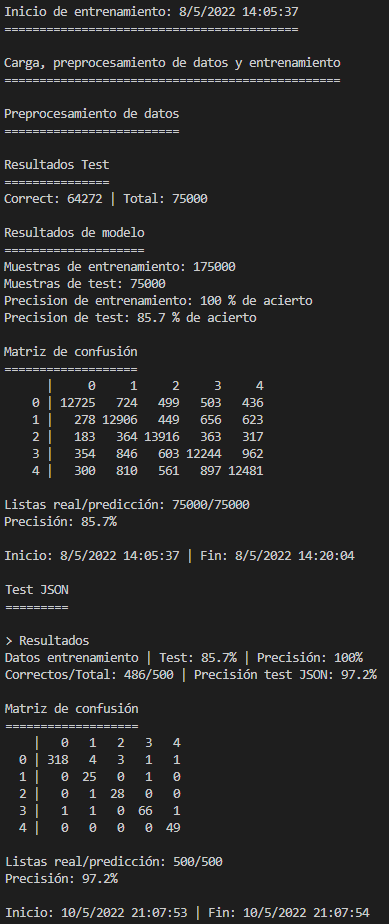 Inicio de entrenamiento: 8/5/2022 14:05:37
==========================================
Carga, preprocesamiento de datos y entrenamiento
================================================
Preprocesamiento de datos
=========================
Resultados Test
===============
Correct: 64272 | Total: 75000
Resultados de modelo
====================
Muestras de entrenamiento: 175000
Muestras de test: 75000
Precision de entrenamiento: 100 % de acierto
Precision de test: 85.7 % de acierto
Matriz de confusión
===================
      |     0     1     2     3     4
    0 | 12725   724   499   503   436
    1 |   278 12906   449   656   623
    2 |   183   364 13916   363   317
    3 |   354   846   603 12244   962
    4 |   300   810   561   897 12481
Listas real/predicción: 75000/75000
Precisión: 85.7%
Inicio: 8/5/2022 14:05:37 | Fin: 8/5/2022 14:20:04
Test JSON
=========
> Resultados
Datos entrenamiento | Test: 85.7% | Precisión: 100%
Correctos/Total: 486/500 | Precisión test JSON: 97.2%
Matriz de confusión
===================
    |   0   1   2   3   4
  0 | 318   4   3   1   1
  1 |   0  25   0   1   0
  2 |   0   1  28   0   0
  3 |   1   1   0  66   1
  4 |   0   0   0   0  49
Listas real/predicción: 500/500
Precisión: 97.2%
Inicio: 10/5/2022 21:07:53 | Fin: 10/5/2022 21:07:54